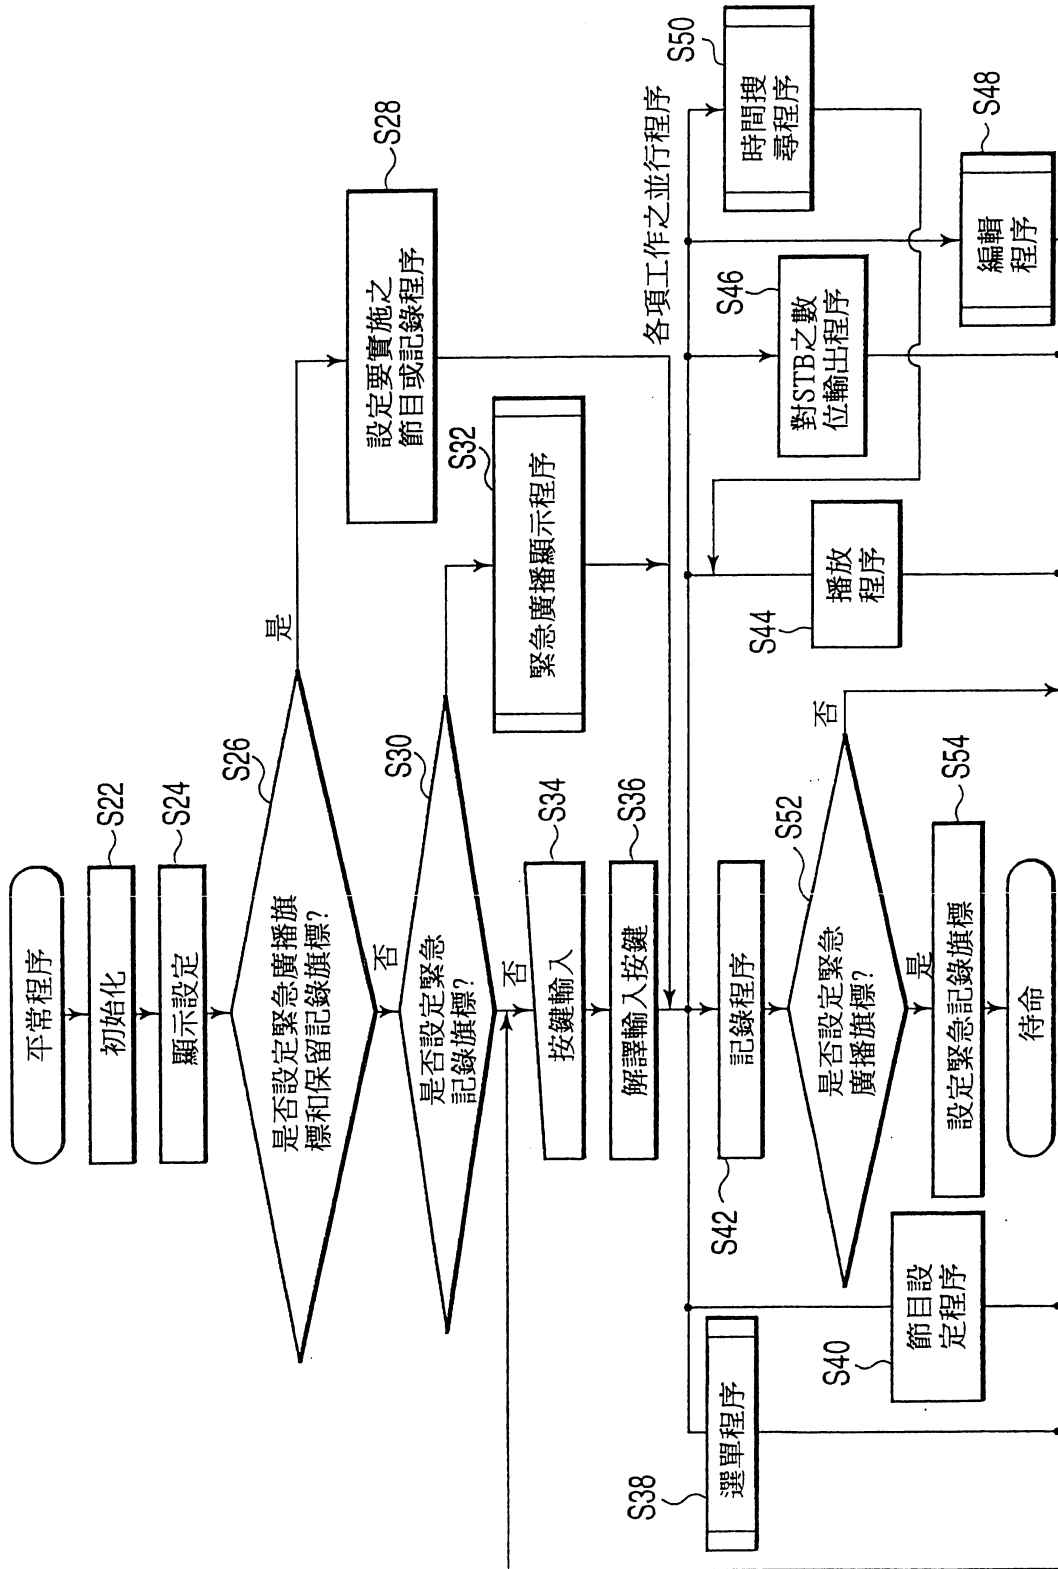 平常程序
初始化
S22
顯示設定
S24
是否設定緊急廣播旗
標和保留記錄旗標?
S26
是
否
設定要實施之
節目或記錄程序
S28
是否設定緊急
記錄旗標?
S30
否
緊急廣播顯示程序
S32
按鍵輸入
S34
解譯輸入按鍵
S36
各項工作之並行程序
選單程序
S38
節目設
定程序
S40
記錄程序
S42
播放
程序
S44
對STB之數
位輸出程序
S46
編輯
程序
S48
時間搜
尋程序
S50
是否設定緊急
廣播旗標?
S52
否
是
設定緊急記錄旗標
S54
待命